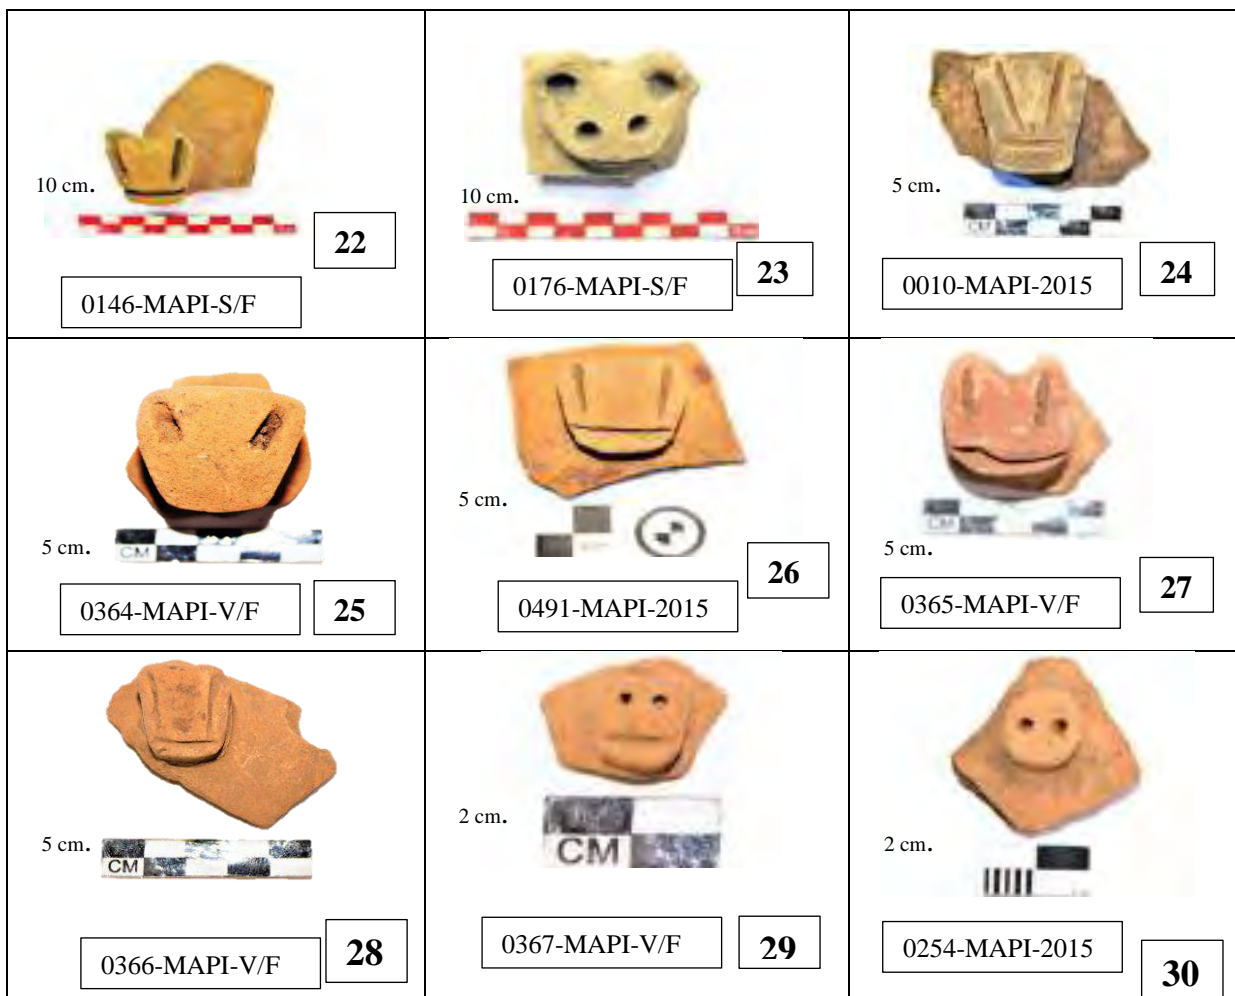 10 cm.
22
0146-MAPI-S/F
10 cm.
23
0176-MAPI-S/F
5 cm.
CM
24
0010-MAPI-2015
5 cm.
CM
25
0364-MAPI-V/F
5 cm.
26
0491-MAPI-2015
CM
5 cm.
27
0365-MAPI-V/F
5 cm.
CM
28
0366-MAPI-V/F
2 cm.
CM
29
0367-MAPI-V/F
2 cm.
30
0254-MAPI-2015